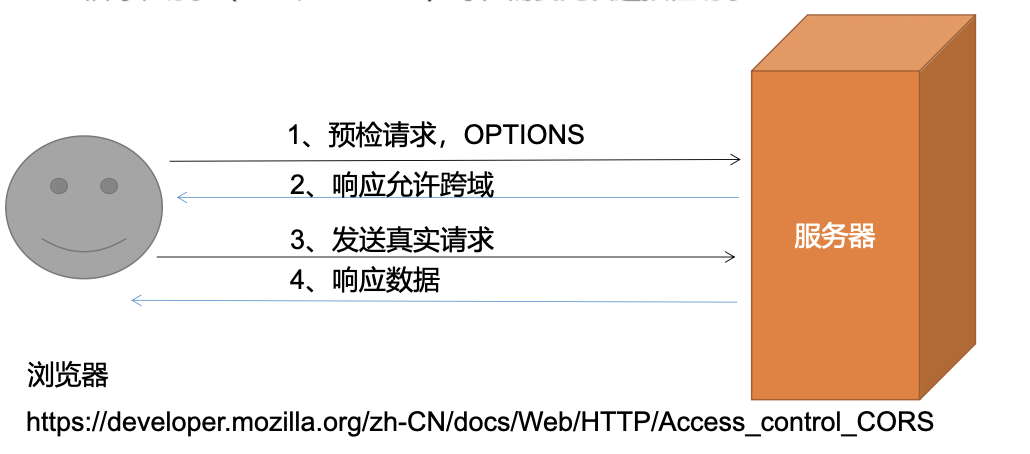 1、预检请求，OPTIONS
2、响应允许跨域
3、发送真实请求
服务器
4、响应数据
浏览器
https://developer.mozilla.org/zh-CN/docs/Web/HTTP/Access_control_CORS